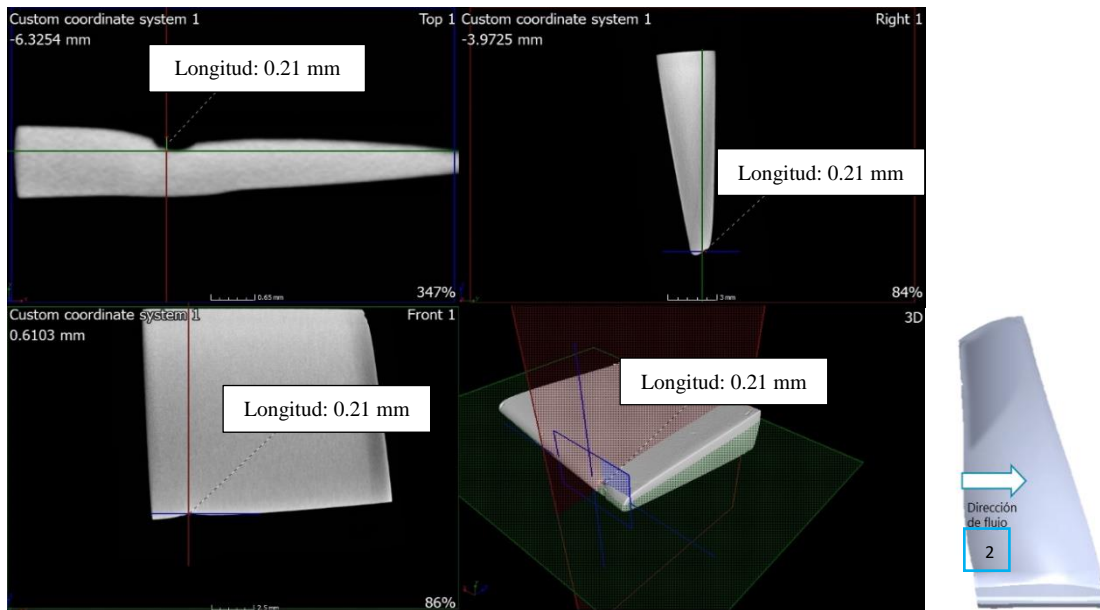 Custom coordinate system 1
Top 1
-6.3254 mm
Longitud: 0.21 mm
0.65 mm
347%
Custom coordinate system 1
Right 1
-3.9725 mm
Longitud: 0.21 mm
3 mm
84%
Custom coordinate system 1
Front 1
0.6103 mm
Longitud: 0.21 mm
2.5 mm
86%
3D
Longitud: 0.21 mm
Dirección
de flujo
2